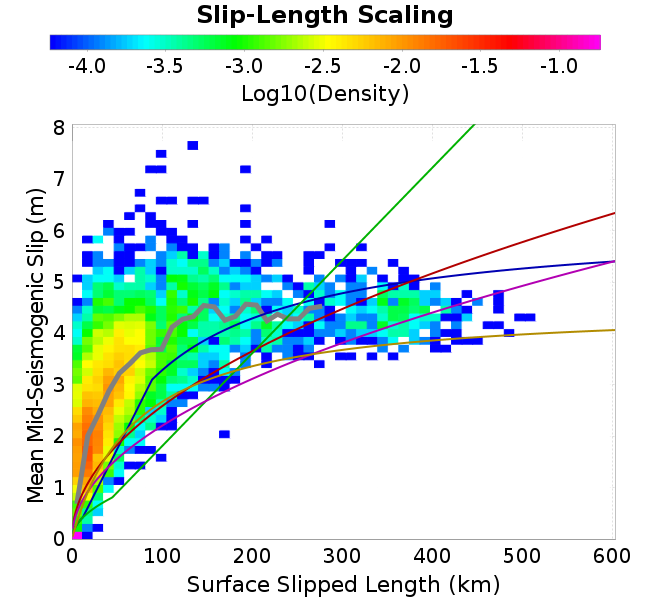 Slip-Length Scaling
-4.0 -3.5 -3.0 -2.5 -2.0 -1.5 -1.0
Log10(Density)
Mean Mid-Seismogenic Slip (m)
8
7
6
5
4
3
2
1
0
0 100 200 300 400 500 600
Surface Slipped Length (km)